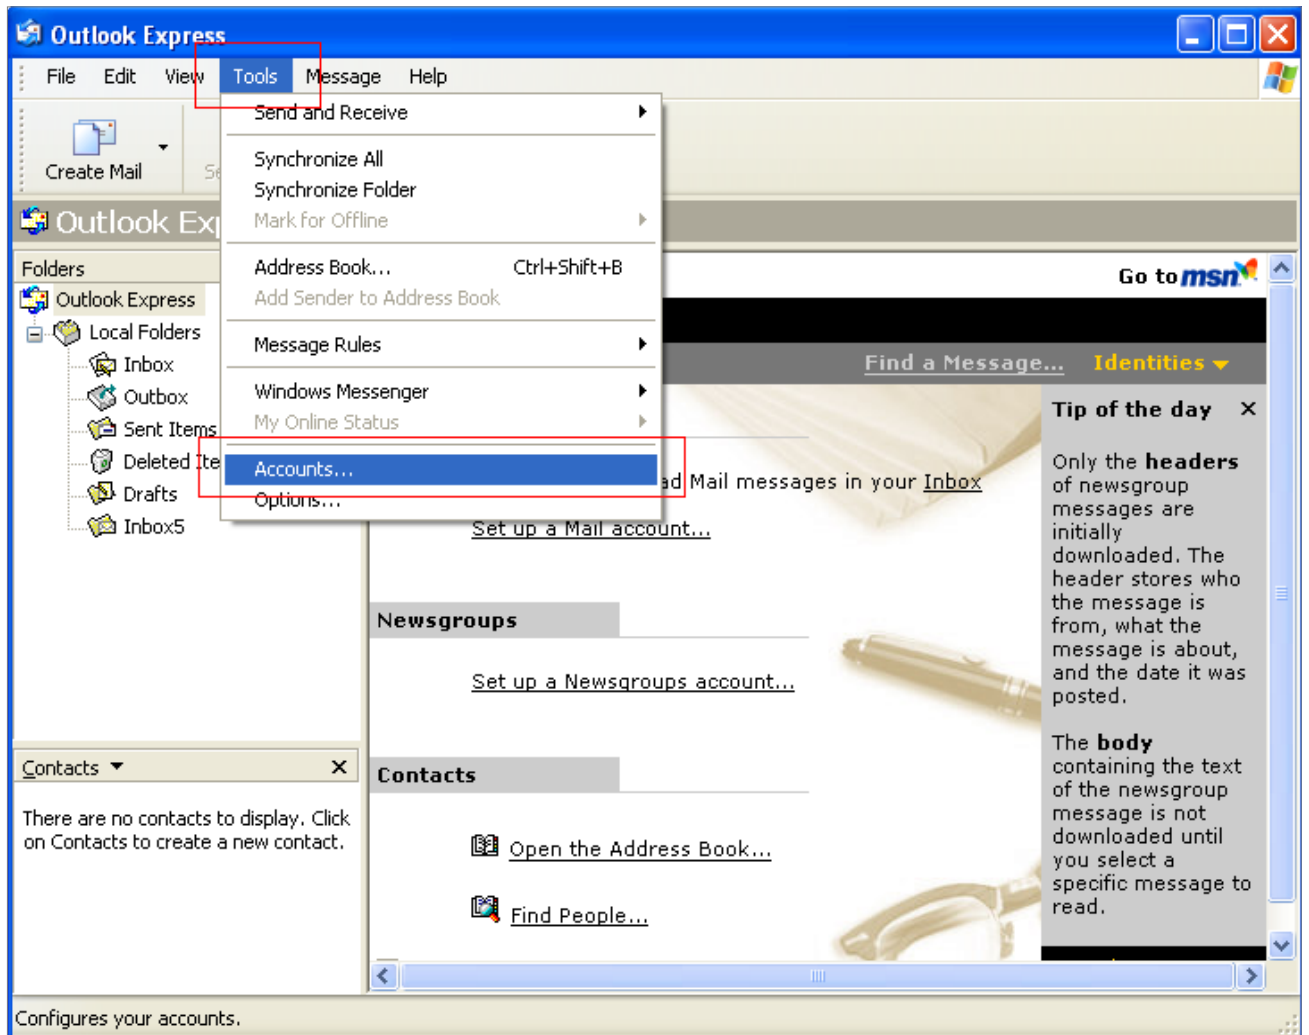 Outlook Express
File Edit View Tools Message Help
Create Mail
Send and Receive
Synchronize All
Synchronize Folder
Mark for Offline
Address Book... Ctrl+Shift+B
Add Sender to Address Book
Message Rules
Windows Messenger
My Online Status
Accounts...
Options...
Outlook Ex
Folders
Outlook Express
Local Folders
Inbox
Outbox
Sent Items
Deleted Ite
Drafts
Inbox5
Contacts
There are no contacts to display. Click
on Contacts to create a new contact.
Go to msn
Find a Message... Identities
ad Mail messages in your Inbox
Set up a Mail account...
Newsgroups
Set up a Newsgroups account...
Contacts
Open the Address Book...
Find People...
Tip of the day
Only the headers
of newsgroup
messages are
initially
downloaded. The
header stores who
the message is
from, what the
message is about,
and the date it was
posted.
The body
containing the text
of the newsgroup
message is not
downloaded until
you select a
specific message to
read.
Configures your accounts.